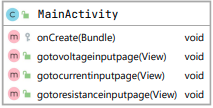 C MainActivity
m onCreate(Bundle) void
m gotovoltageinputpage(View) void
m gotocurrentinputpage(View) void
m gotoresistanceinputpage(View) void